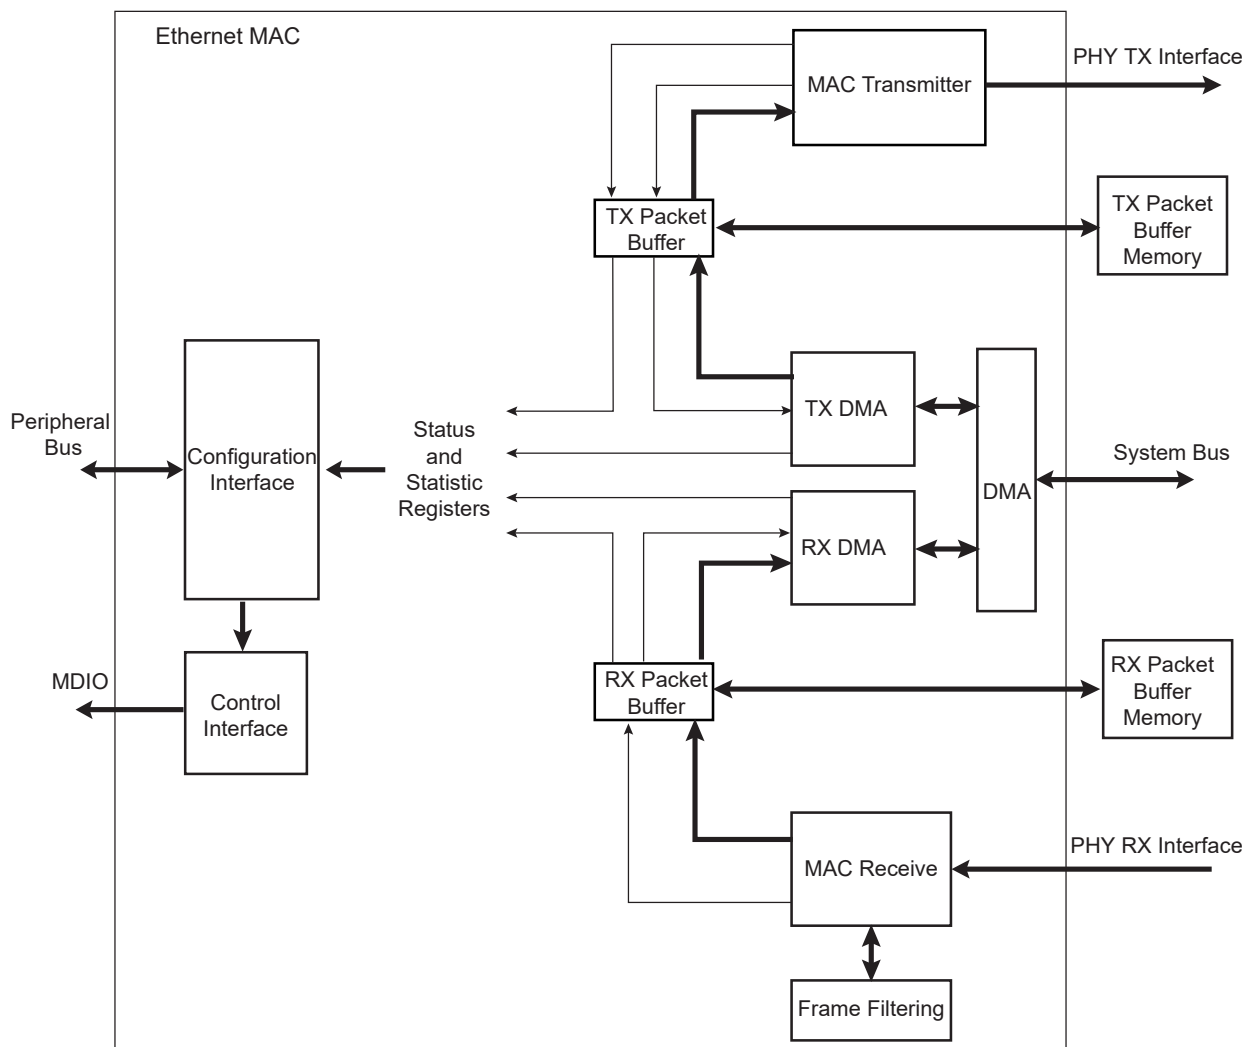 Ethernet MAC
MAC Transmitter
PHY TX Interface
TX Packet
Buffer
TX Packet
Buffer
Memory
Peripheral
Bus
Configuration
Interface
Status
and
Statistic
Registers
TX DMA
RX DMA
DMA
System Bus
MDIO
Control
Interface
RX Packet
Buffer
RX Packet
Buffer
Memory
MAC Receive
PHY RX Interface
Frame Filtering